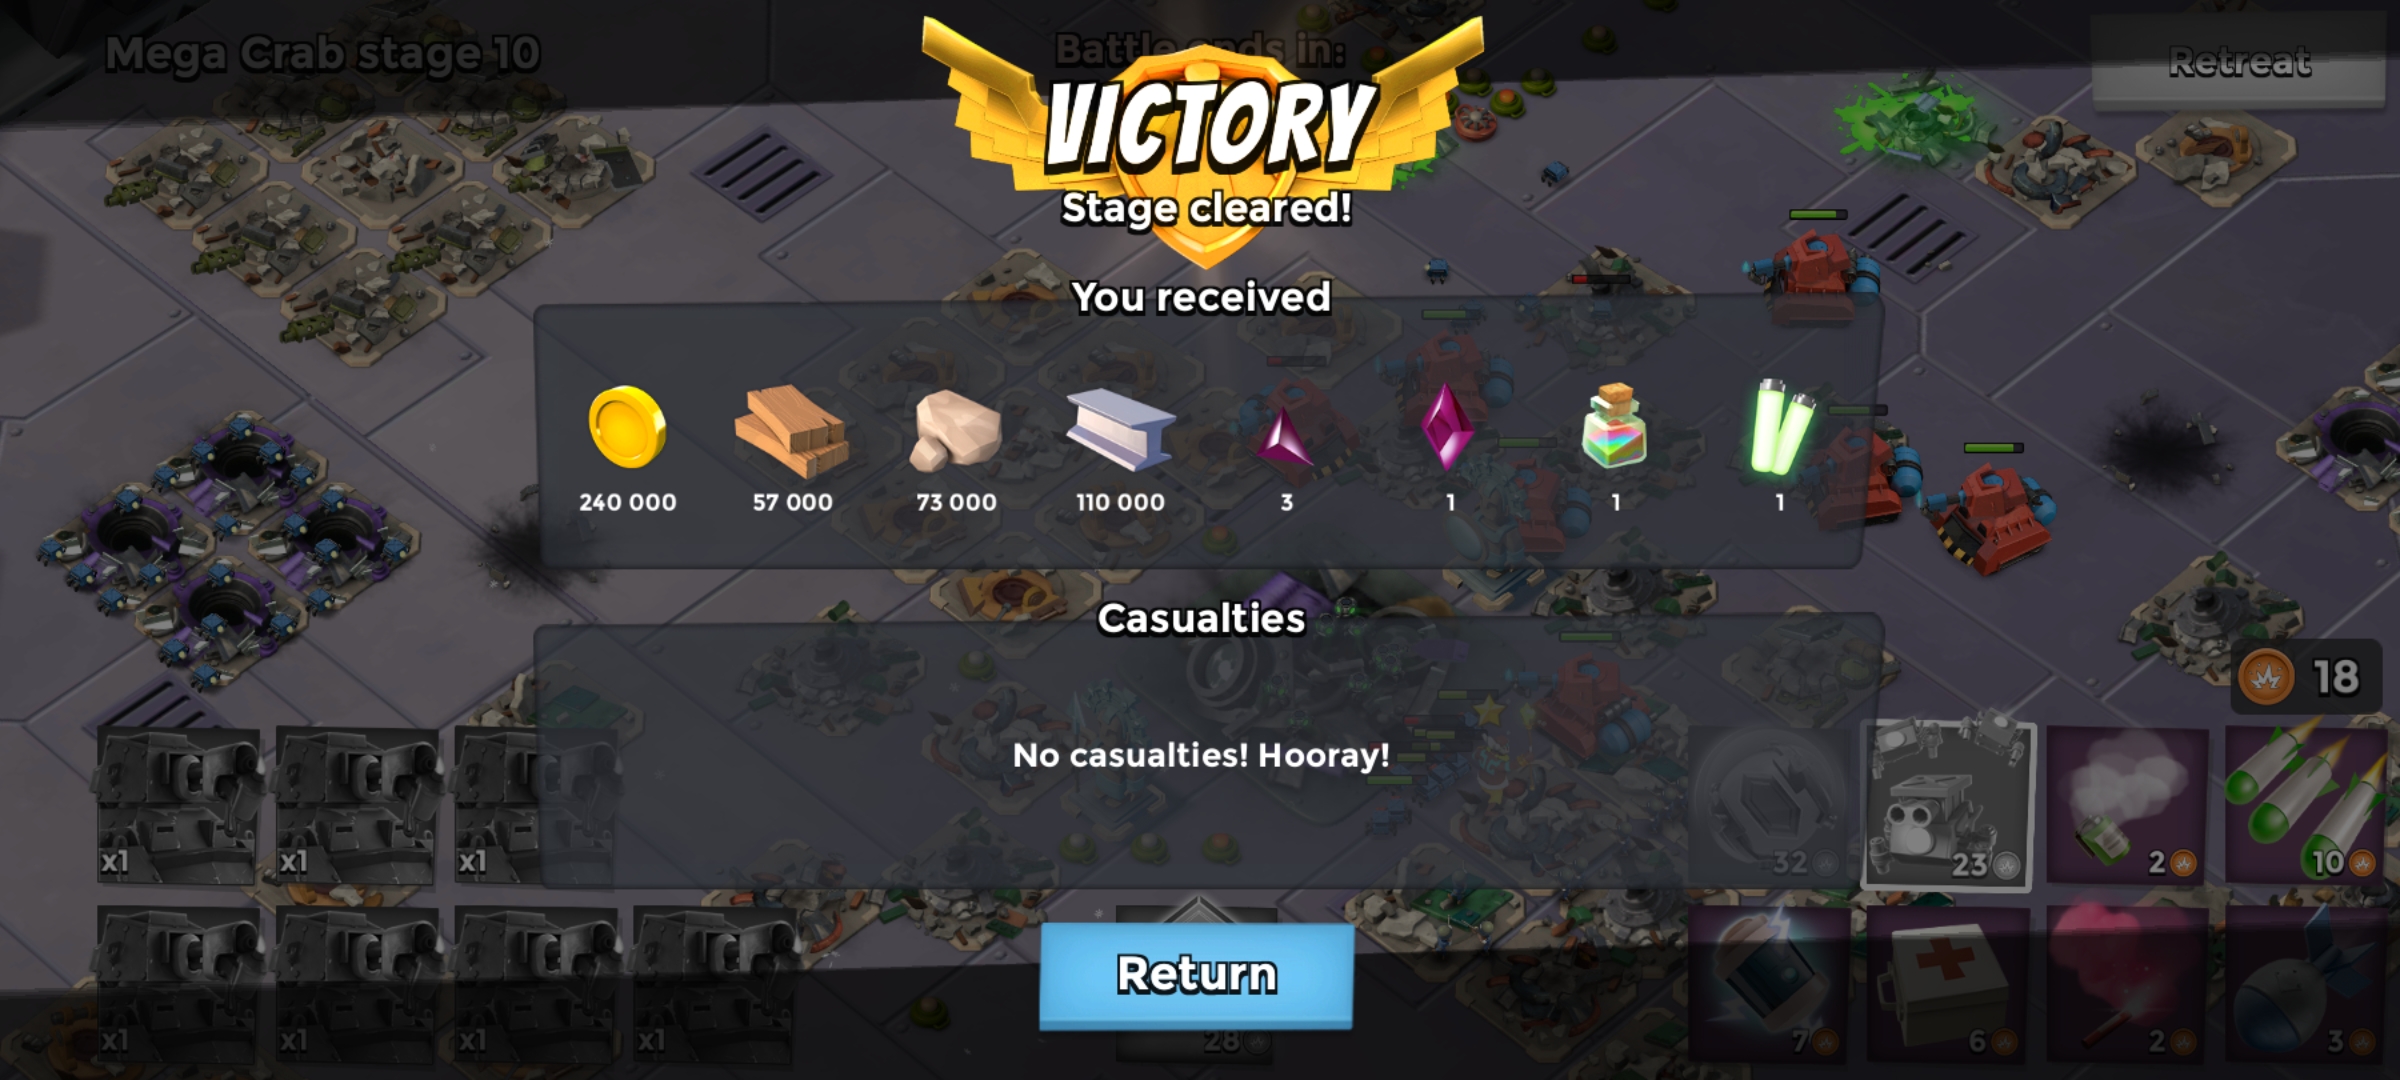 Mega Crab stage 10
Battle ends in:
Retreat
VICTORY
Stage cleared!
You received
240 000
57 000
73 000
110 000
3
1
1
1
Casualties
No casualties! Hooray!
18
x1
x1
x1
32
23
2
10
x1
x1
x1
x1
28
7
6
2
3
Return